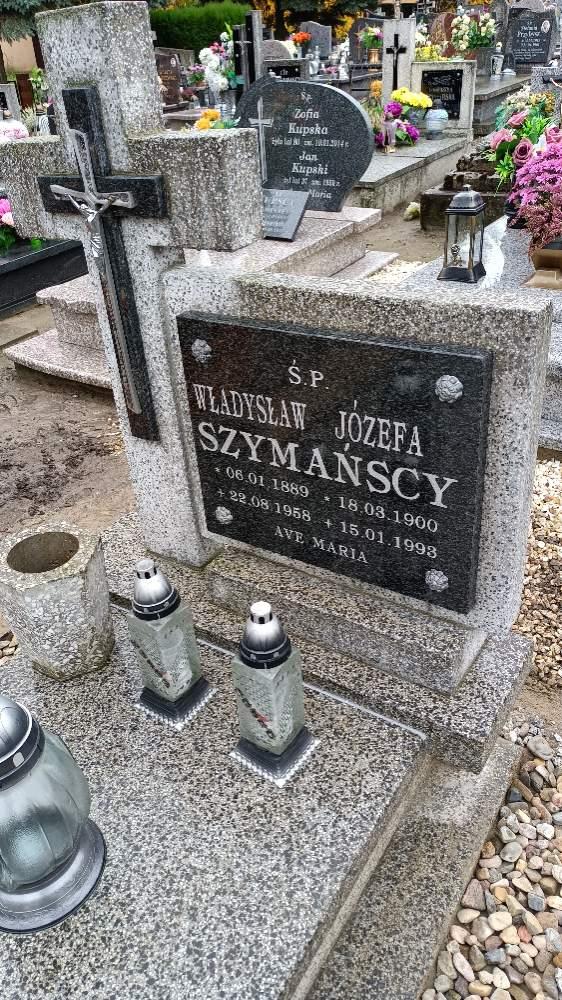 Ś.P.
WŁADYSŁAW JÓZEFA
SZYMAŃSCY
* 06.01.1889 * 18.03.1900
+ 22.08.1958 + 15.01.1993
AVE MARIA
Ś.P.
Zofia
Kupska
Jan
Kupski